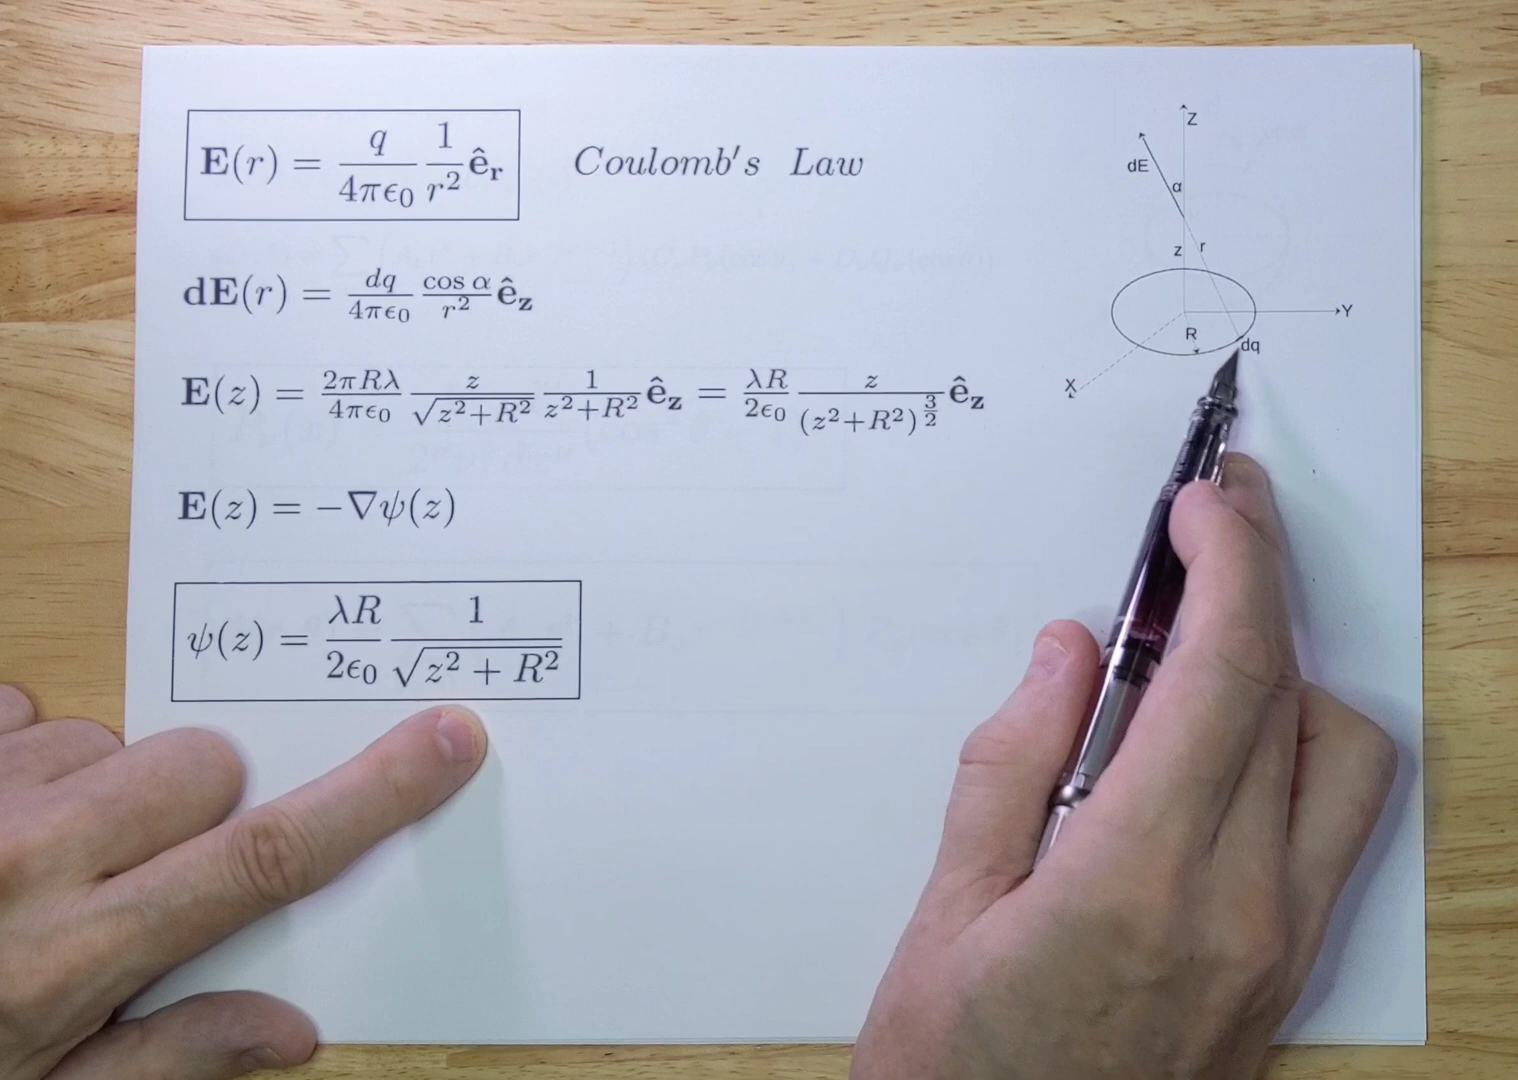 E(r) = q/4πϵ₀ 1/r² ê_r Coulomb's Law
dE(r) = dq/4πϵ₀ cos α/r² ê_z
E(z) = 2πRλ/4πϵ₀ z/√(z²+R²) 1/(z²+R²) ê_z = λR/2ϵ₀ z/(z²+R²)^(3/2) ê_z
E(z) = −∇ψ(z)
ψ(z) = λR/2ϵ₀ 1/√(z² + R²)
Z
dE
α
z r
Y
R
dq
X